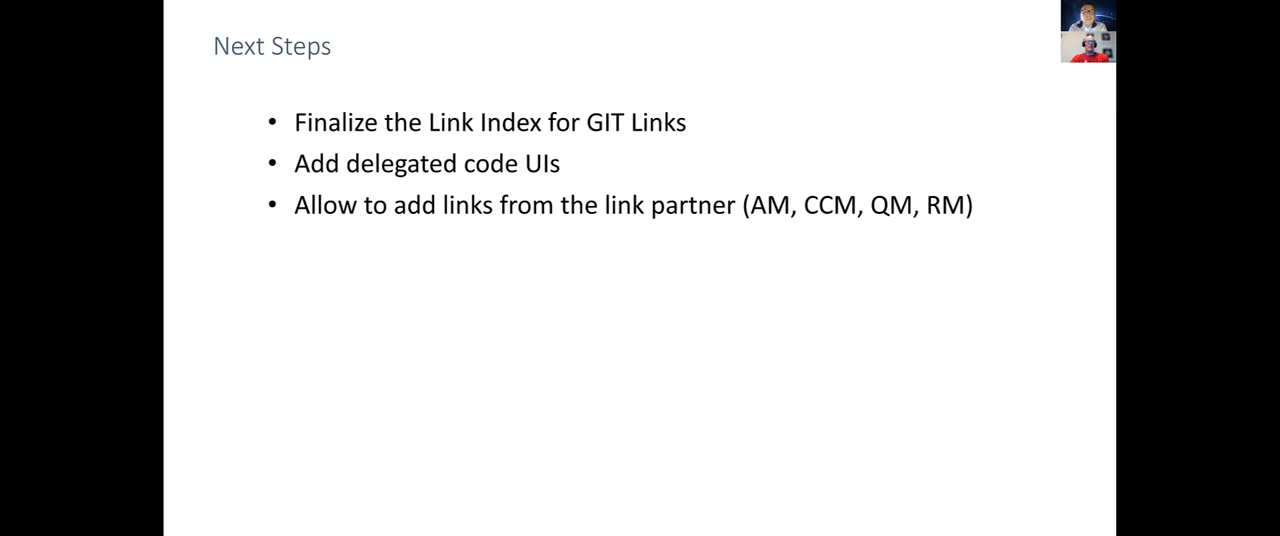 Next Steps
• Finalize the Link Index for GIT Links
• Add delegated code UIs
• Allow to add links from the link partner (AM, CCM, QM, RM)